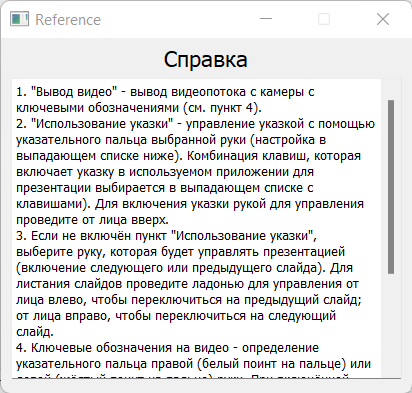 Reference
Справка
1. "Вывод видео" - вывод видеопотока с камеры с
ключевыми обозначениями (см. пункт 4).
2. "Использование указки" - управление указкой с помощью
указательного пальца выбранной руки (настройка в
выпадающем списке ниже). Комбинация клавиш, которая
включает указку в используемом приложении для
презентации выбирается в выпадающем списке с
клавишами). Для включения указки рукой для управления
проведите от лица вверх.
3. Если не включён пункт "Использование указки",
выберите руку, которая будет управлять презентацией
(включение следующего или предыдущего слайда). Для
листания слайдов проведите ладонью для управления от
лица влево, чтобы переключиться на предыдущий слайд;
от лица вправо, чтобы переключиться на следующий
слайд.
4. Ключевые обозначения на видео - определение
указательного пальца правой (белый поинт на пальце) или